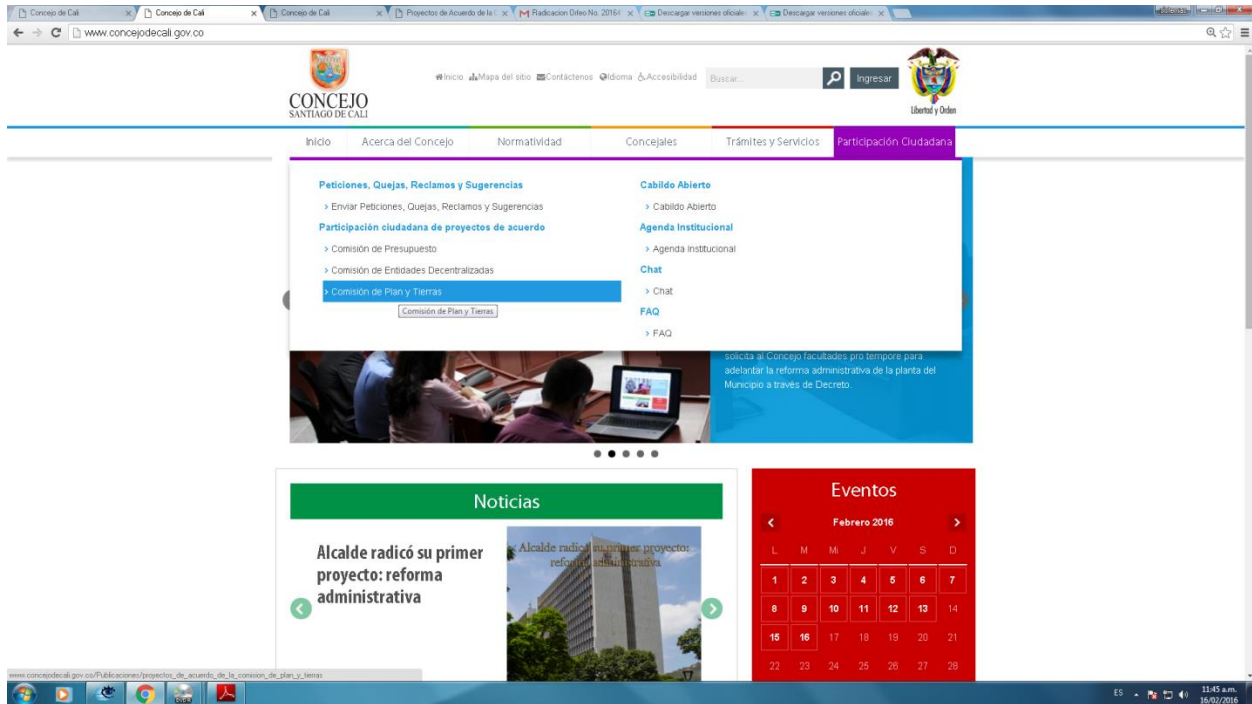 Concejo de Cali
Concejo de Cali
Concejo de Cali
Proyectos de Acuerdo de la C
Radicacion Orfeo No. 2016
Descargar versiones oficiale
Descargar versiones oficiale
www.concejodecali.gov.co
CONCEJO
SANTIAGO DE CALI
Inicio Mapa del sitio Contáctenos Idioma Accesibilidad
Buscar...
Ingresar
Libertad y Orden
Inicio Acerca del Concejo Normatividad Concejales Trámites y Servicios Participación Ciudadana
Peticiones, Quejas, Reclamos y Sugerencias
> Enviar Peticiones, Quejas, Reclamos y Sugerencias
Participación ciudadana de proyectos de acuerdo
> Comisión de Presupuesto
> Comisión de Entidades Decentralizadas
> Comisión de Plan y Tierras
Comisión de Plan y Tierras
Cabildo Abierto
> Cabildo Abierto
Agenda Institucional
> Agenda Institucional
Chat
> Chat
FAQ
> FAQ
solicita al Concejo facultades pro tempore para
adelantar la reforma administrativa de la planta del
Municipio a través de Decreto.
Noticias
Alcalde radicó su primer
proyecto: reforma
administrativa
Alcalde radicó su primer proyecto:
reforma administrativa
Eventos
Febrero 2016
L M Mi J V S D
1 2 3 4 5 6 7
8 9 10 11 12 13 14
15 16 17 18 19 20 21
22 23 24 25 26 27 28
www.concejodecali.gov.co/Publicaciones/proyectos_de_acuerdo_de_la_comision_de_plan_y_tierras
ES
11:45 a.m.
16/02/2016